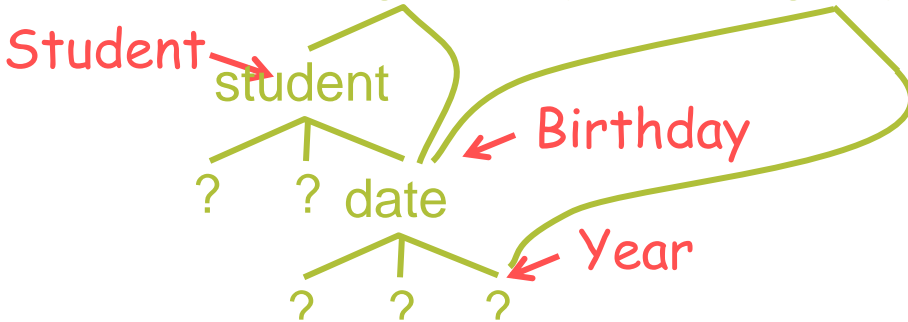 Student
student
Birthday
? ? date
Year
? ? ?